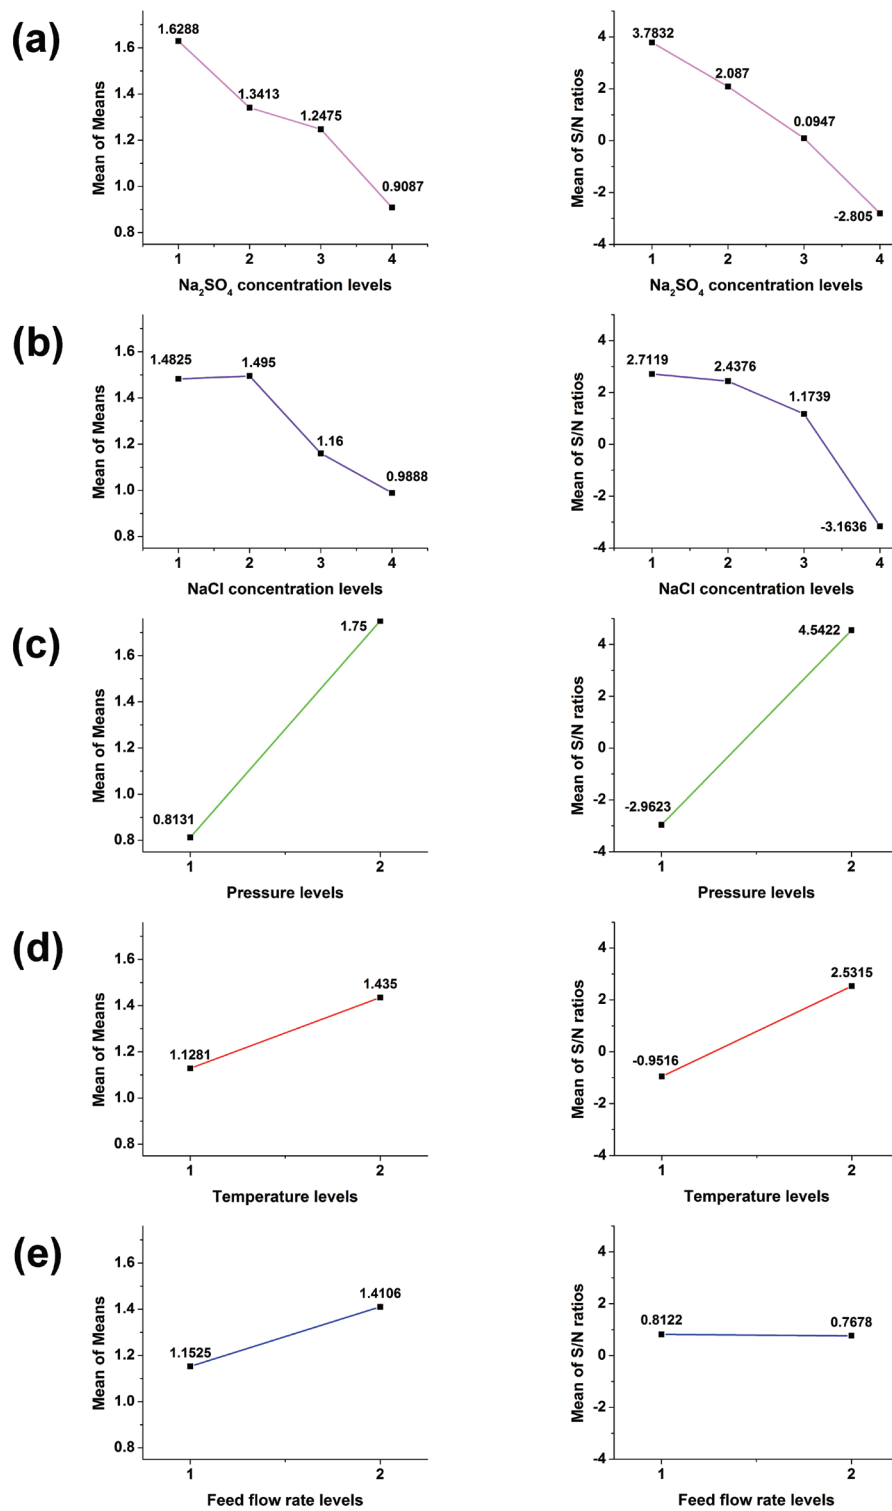 (a)
Mean of Means
1.6
1.4
1.2
1.0
0.8
1.6288
1.3413
1.2475
0.9087
1 2 3 4
Na₂SO₄ concentration levels
Mean of S/N ratios
4
2
0
-2
-4
3.7832
2.087
0.0947
-2.805
1 2 3 4
Na₂SO₄ concentration levels
(b)
Mean of Means
1.6
1.4
1.2
1.0
0.8
1.4825
1.495
1.16
0.9888
1 2 3 4
NaCl concentration levels
Mean of S/N ratios
4
2
0
-2
-4
2.7119
2.4376
1.1739
-3.1636
1 2 3 4
NaCl concentration levels
(c)
Mean of Means
1.6
1.4
1.2
1.0
0.8
1.75
0.8131
1 2
Pressure levels
Mean of S/N ratios
4
2
0
-2
-4
4.5422
-2.9623
1 2
Pressure levels
(d)
Mean of Means
1.6
1.4
1.2
1.0
0.8
1.435
1.1281
1 2
Temperature levels
Mean of S/N ratios
4
2
0
-2
-4
2.5315
-0.9516
1 2
Temperature levels
(e)
Mean of Means
1.6
1.4
1.2
1.0
0.8
1.4106
1.1525
1 2
Feed flow rate levels
Mean of S/N ratios
4
2
0
-2
-4
0.8122
0.7678
1 2
Feed flow rate levels